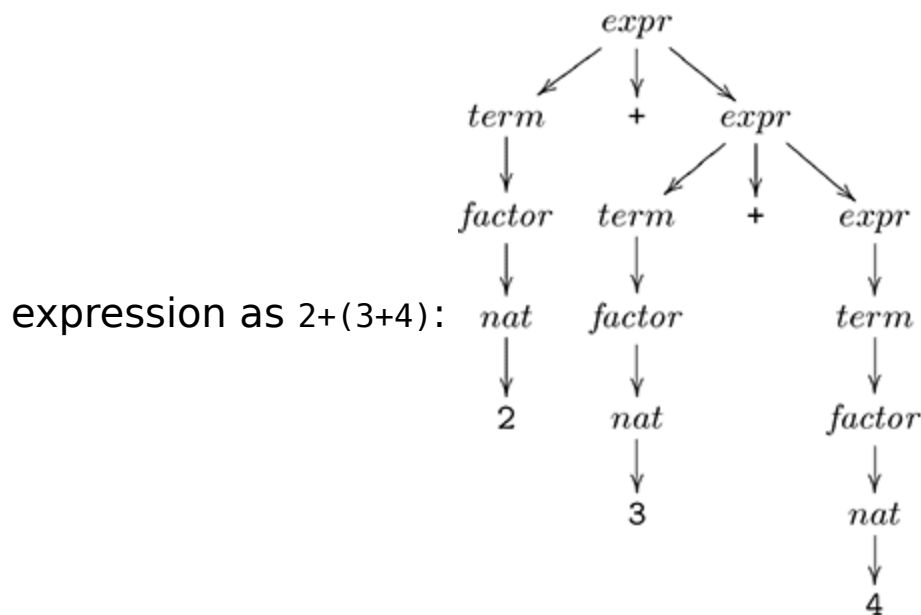 expr
term + expr
factor term + expr
expression as 2+(3+4): nat factor term
2 nat factor
3 nat
4